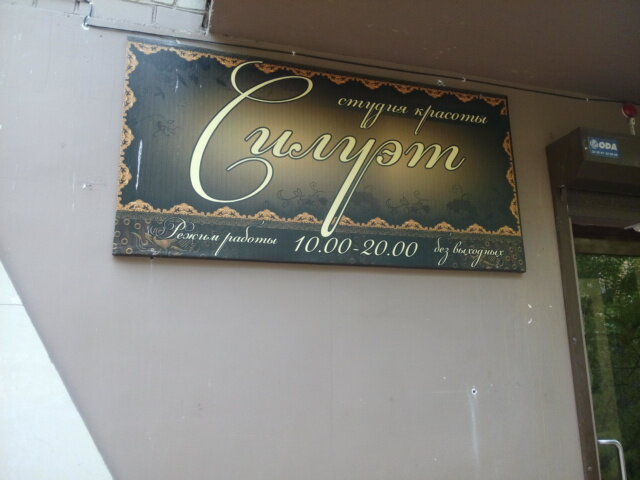 студия красоты
Силуэт
Режим работы 10.00-20.00 без выходных
ODA